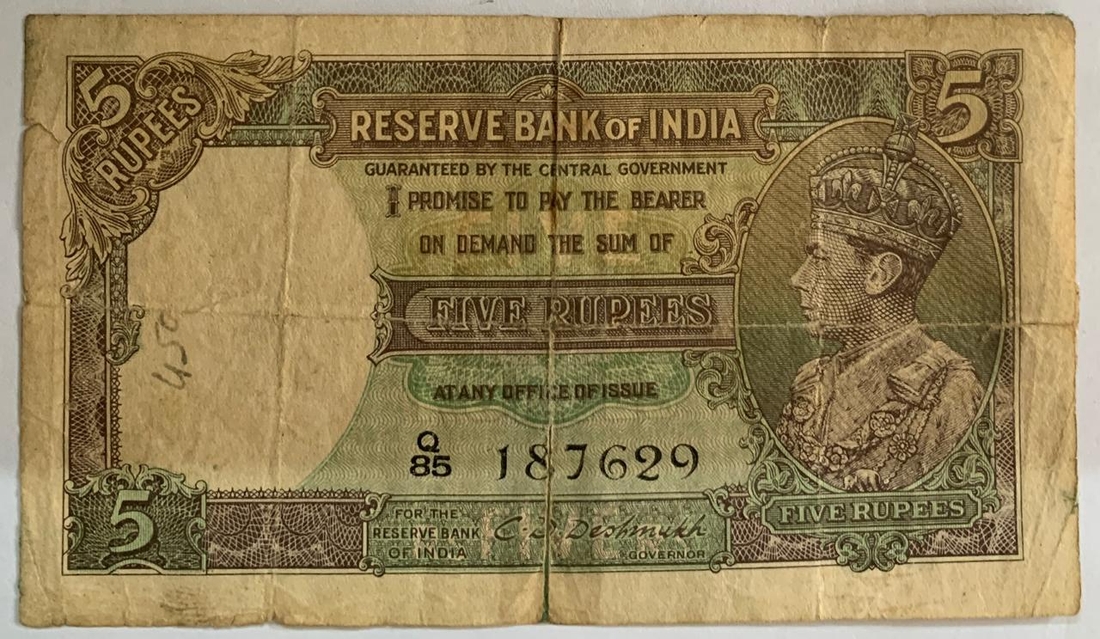 5 RUPEES
5
RESERVE BANK OF INDIA
GUARANTEED BY THE CENTRAL GOVERNMENT
I PROMISE TO PAY THE BEARER
ON DEMAND THE SUM OF
FIVE RUPEES
AT ANY OFFICE OF ISSUE
450
Q
85 187629
5
FOR THE
RESERVE BANK
OF INDIA
C. D. Deshmukh
GOVERNOR
FIVE RUPEES